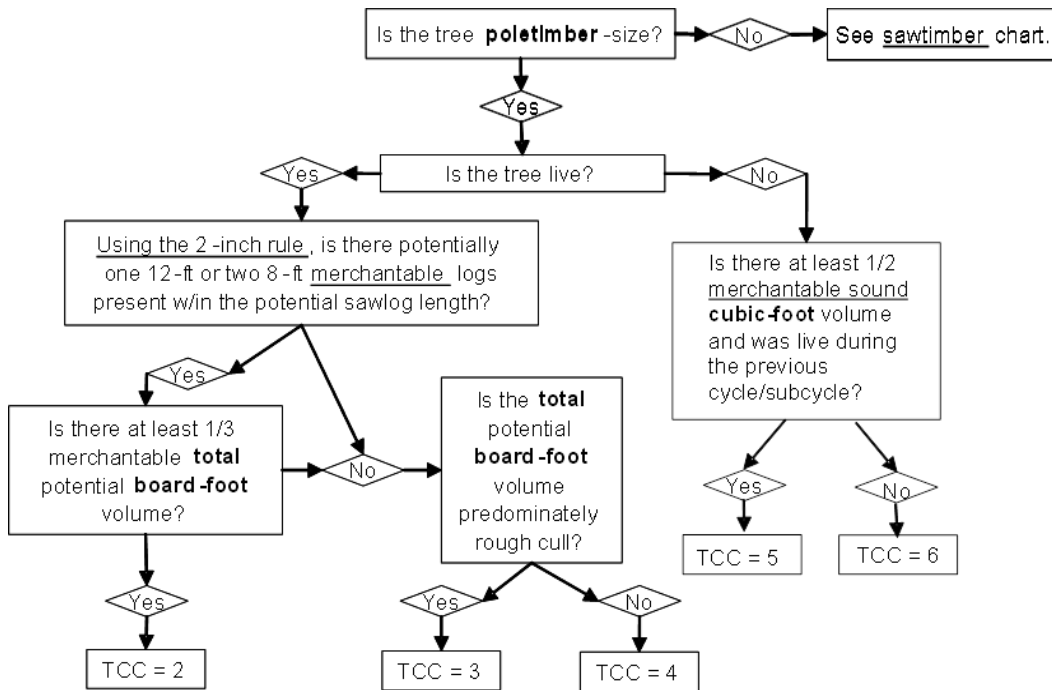 Is the tree poletimber -size?
No
See sawtimber chart.
Yes
Is the tree live?
Yes
No
Using the 2 -inch rule , is there potentially
one 12-ft or two 8 -ft merchantable logs
present w/in the potential sawlog length?
Is there at least 1/2
merchantable sound
cubic-foot volume
and was live during
the previous
cycle/subcycle?
Yes
No
Is there at least 1/3
merchantable total
potential board -foot
volume?
Is the total
potential
board -foot
volume
predominately
rough cull?
Yes
No
TCC = 5
TCC = 6
Yes
Yes
No
TCC = 2
TCC = 3
TCC = 4